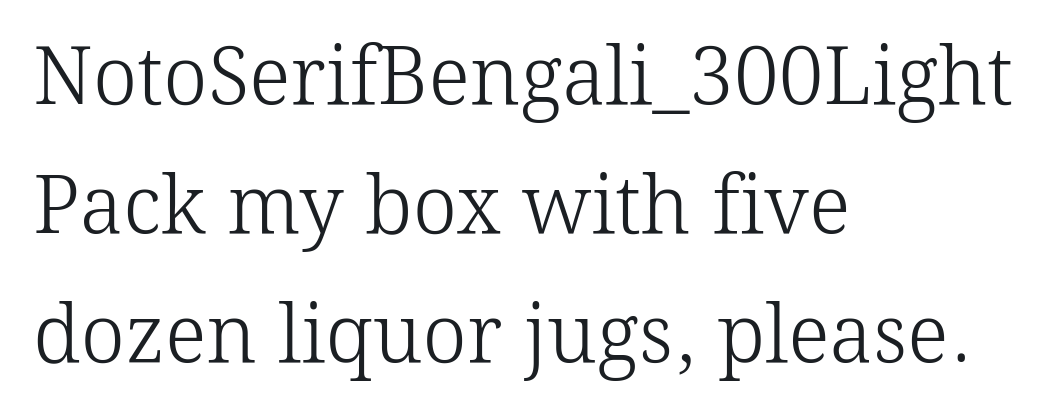 NotoSerifBengali_300Light
Pack my box with five
dozen liquor jugs, please.